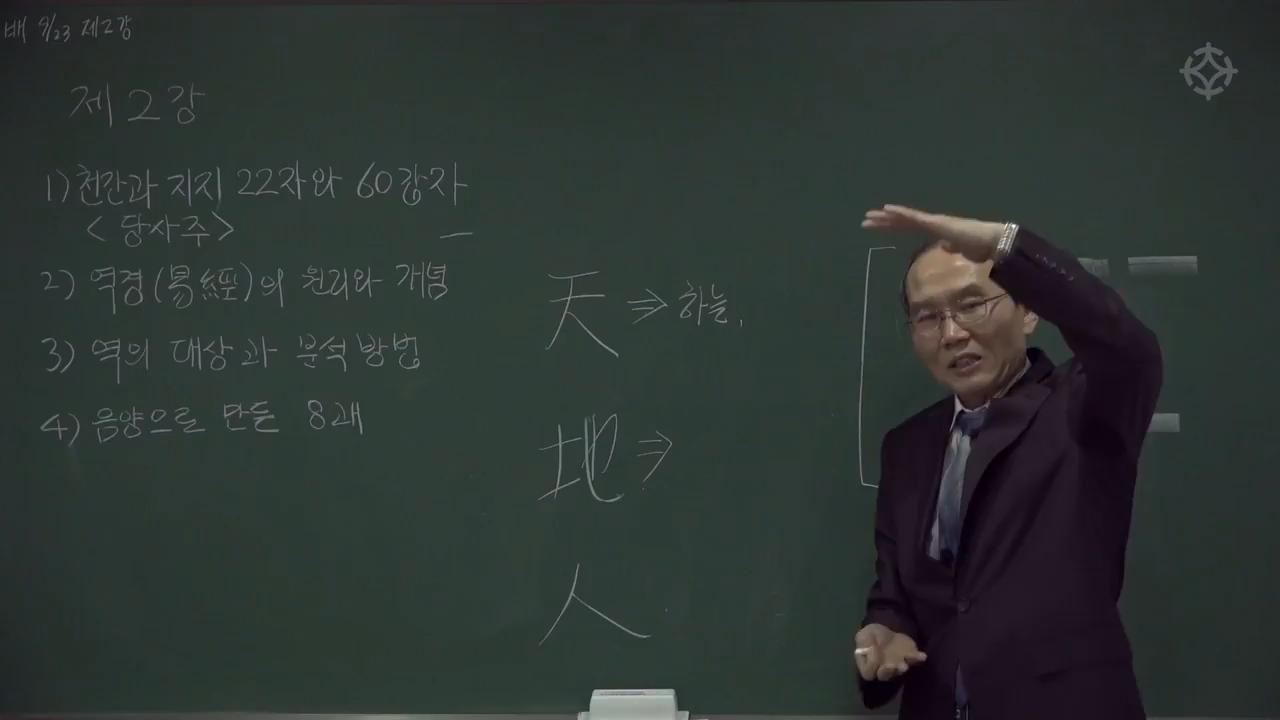 배 9/23 제2강
제 2 강
1) 천간과 지지 22자와 60갑자
< 당사주 >
2) 역경(易經)의 원리와 개념
3) 역의 대상과 분석방법
4) 음양으로 만든 8괘
天 ⇒ 하늘,
地 ⇒
人